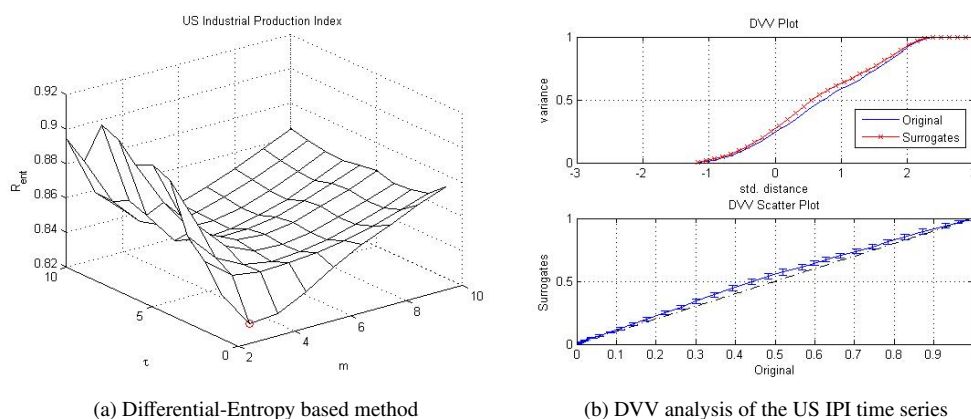 US Industrial Production Index
0.92
0.9
0.88
0.86
0.84
0.82
R_ent
10
5
0
τ
2
4
6
8
10
m
(a) Differential-Entropy based method
DVV Plot
1
0.5
0
variance
-3
-2
-1
0
1
2
3
std. distance
Original
Surrogates
DVV Scatter Plot
1
0.5
0
Surrogates
0
0.1
0.2
0.3
0.4
0.5
0.6
0.7
0.8
0.9
Original
(b) DVV analysis of the US IPI time series